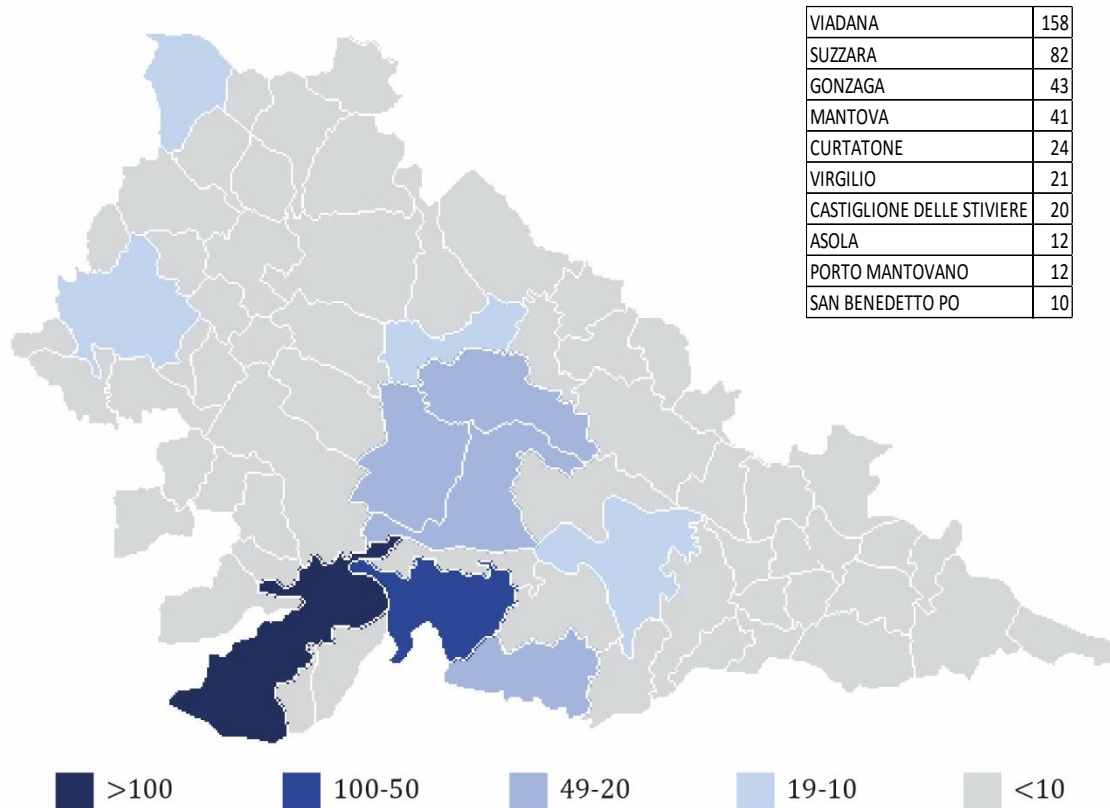 VIADANA 158
SUZZARA 82
GONZAGA 43
MANTOVA 41
CURTATONE 24
VIRGILIO 21
CASTIGLIONE DELLE STIVIERE 20
ASOLA 12
PORTO MANTOVANO 12
SAN BENEDETTO PO 10
>100 100-50 49-20 19-10 <10